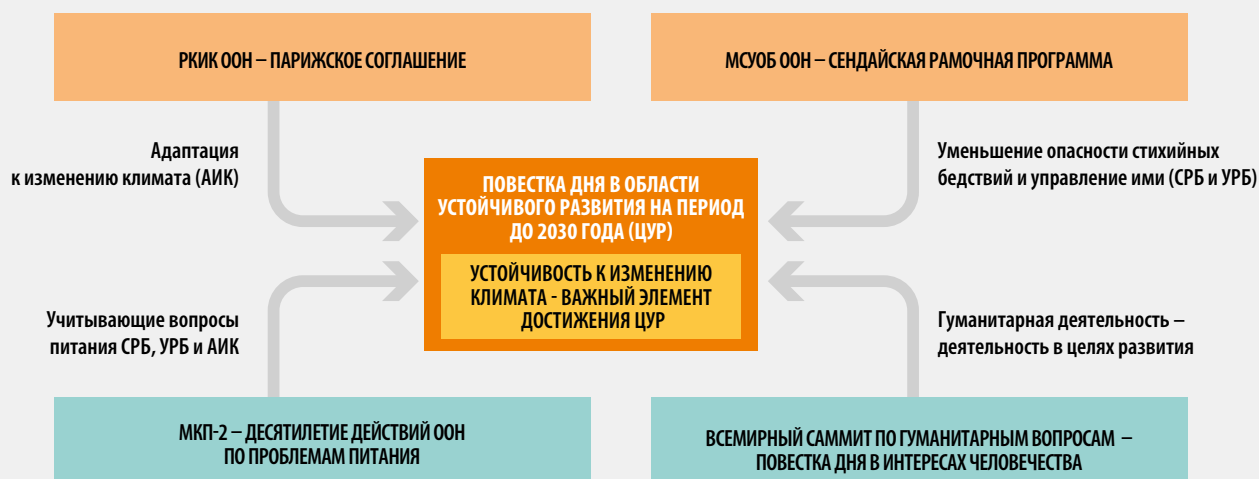 РКИК ООН – ПАРИЖСКОЕ СОГЛАШЕНИЕ
МСУОБ ООН – СЕНДАЙСКАЯ РАМОЧНАЯ ПРОГРАММА
Адаптация
к изменению климата (АИК)
Уменьшение опасности стихийных
бедствий и управление ими (СРБ и УРБ)
ПОВЕСТКА ДНЯ В ОБЛАСТИ
УСТОЙЧИВОГО РАЗВИТИЯ НА ПЕРИОД
ДО 2030 ГОДА (ЦУР)
УСТОЙЧИВОСТЬ К ИЗМЕНЕНИЮ
КЛИМАТА - ВАЖНЫЙ ЭЛЕМЕНТ
ДОСТИЖЕНИЯ ЦУР
Учитывающие вопросы
питания СРБ, УРБ и АИК
Гуманитарная деятельность –
деятельность в целях развития
МКП-2 – ДЕСЯТИЛЕТИЕ ДЕЙСТВИЙ ООН
ПО ПРОБЛЕМАМ ПИТАНИЯ
ВСЕМИРНЫЙ САММИТ ПО ГУМАНИТАРНЫМ ВОПРОСАМ –
ПОВЕСТКА ДНЯ В ИНТЕРЕСАХ ЧЕЛОВЕЧЕСТВА